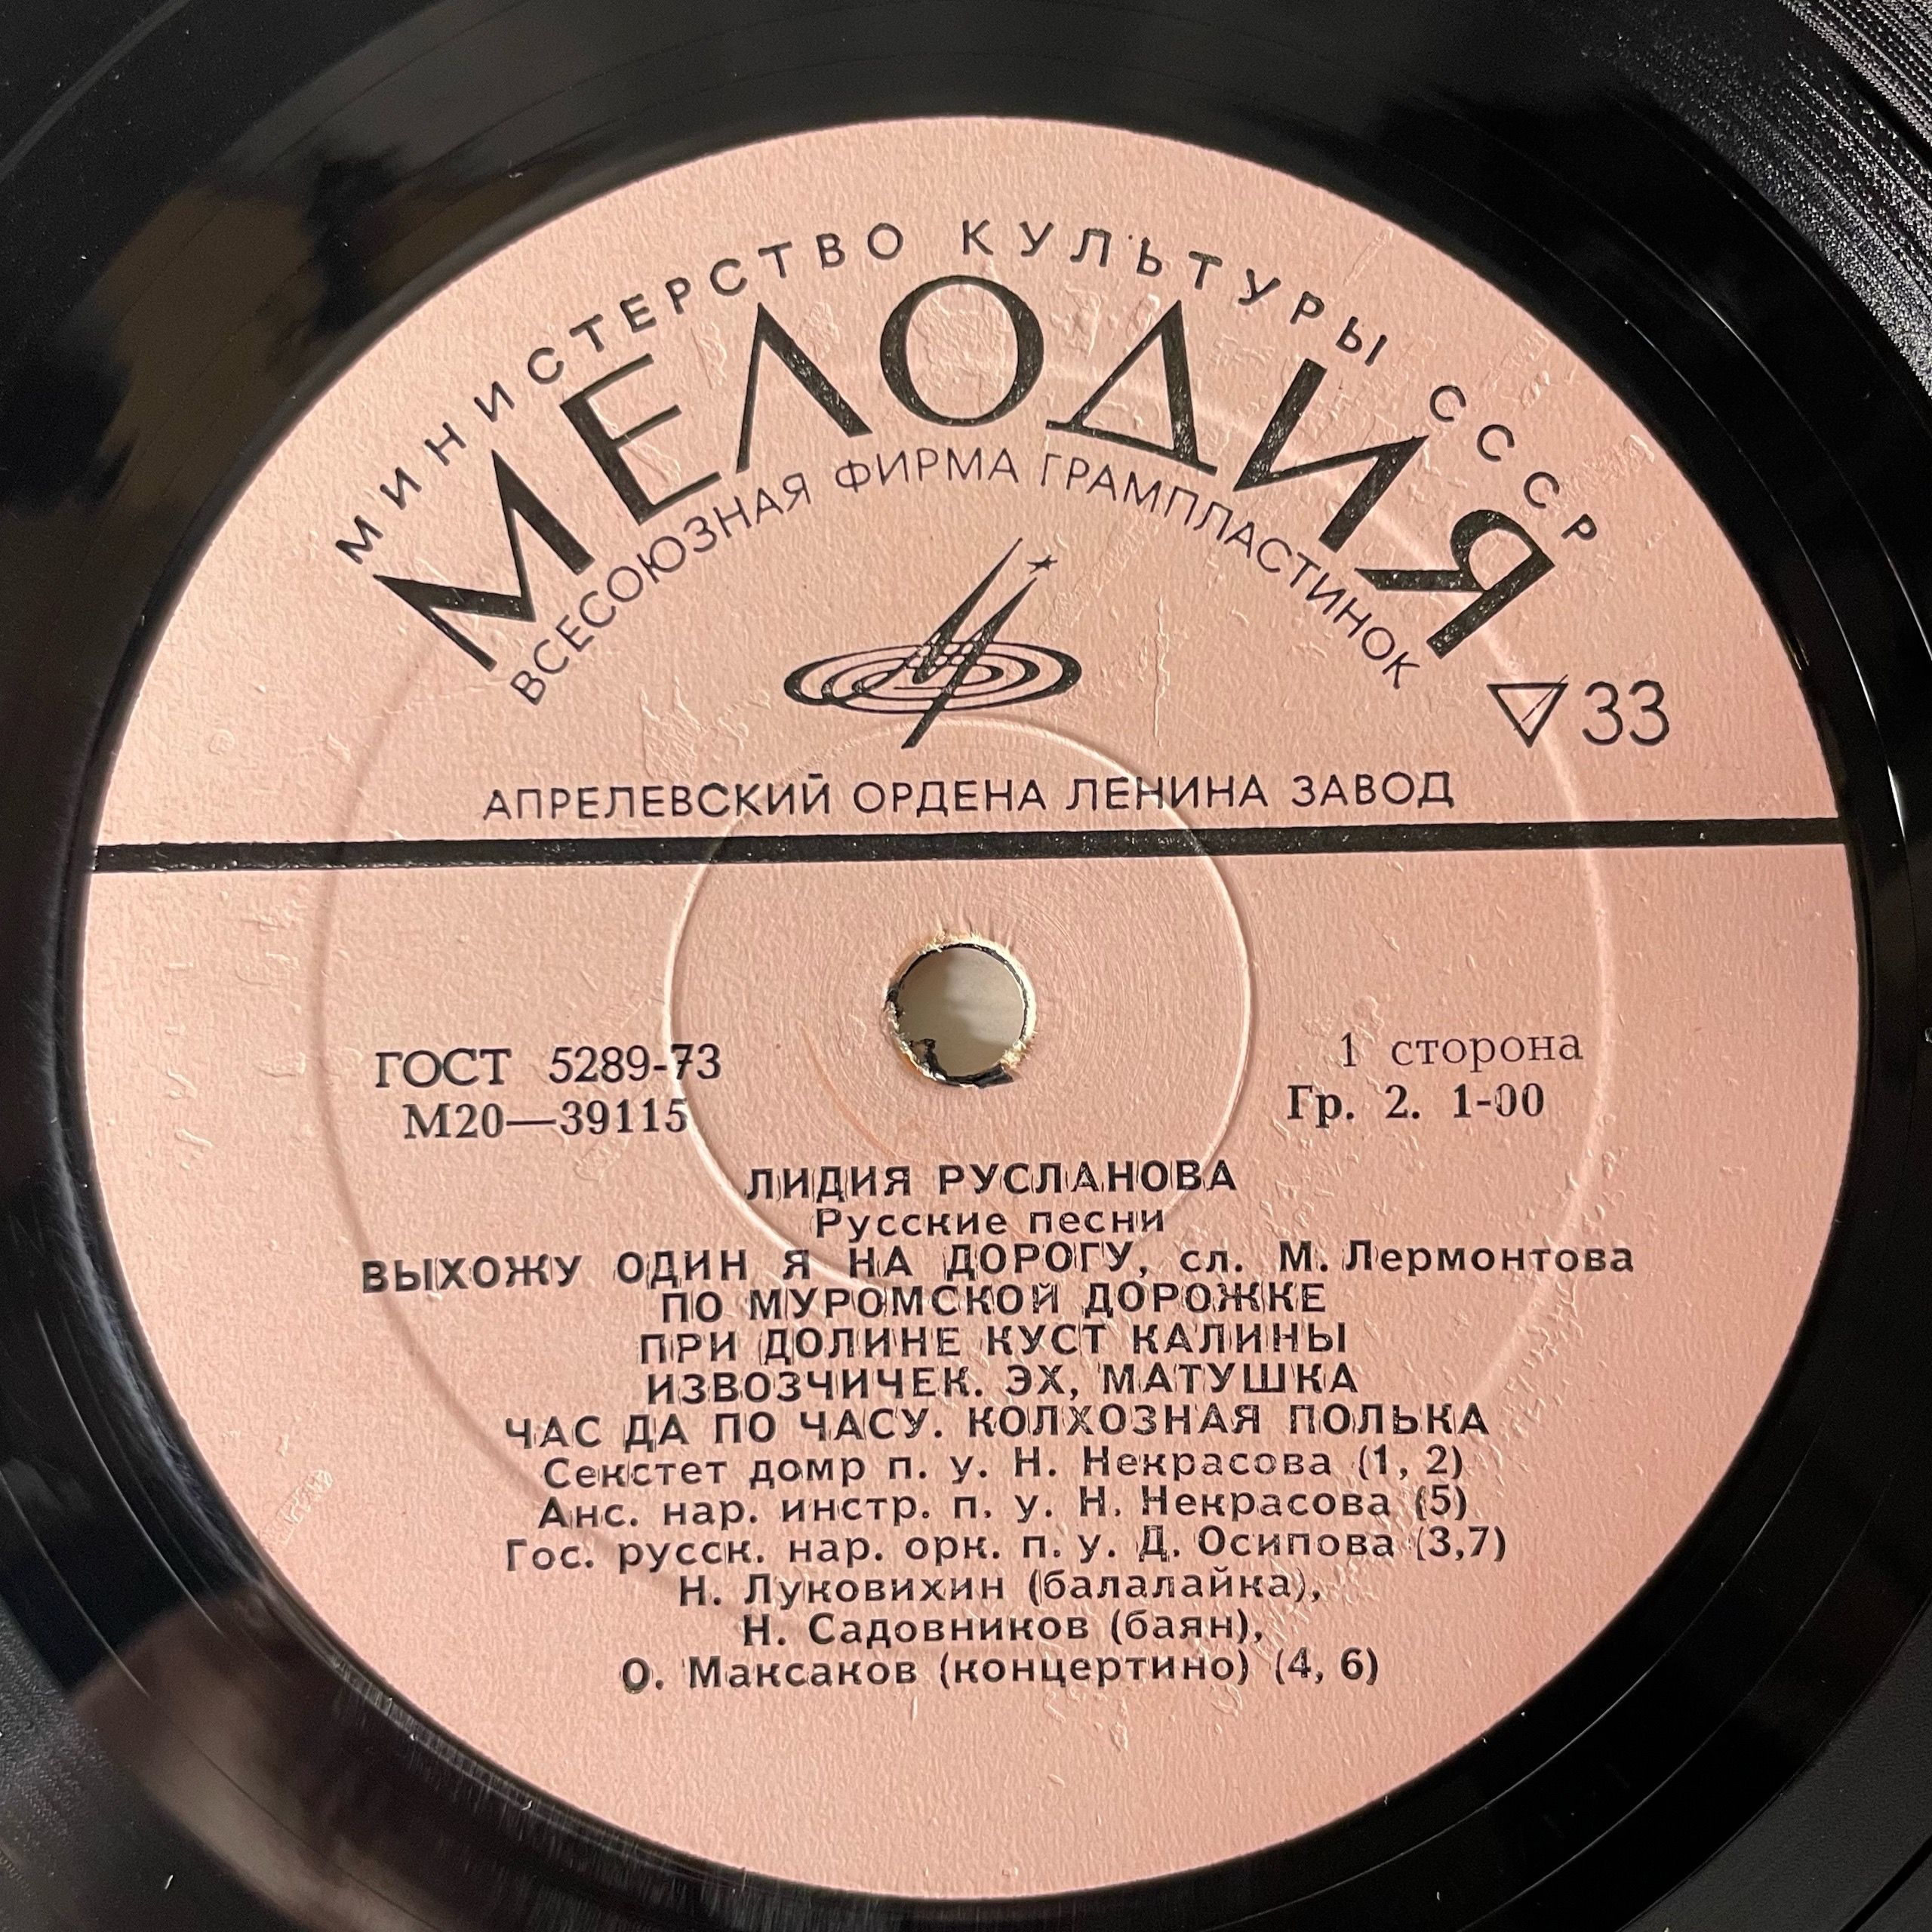 МИНИСТЕРСТВО КУЛЬТУРЫ СССР
МЕЛОДИЯ
ВСЕСОЮЗНАЯ ФИРМА ГРАМПЛАСТИНОК
33
АПРЕЛЕВСКИЙ ОРДЕНА ЛЕНИНА ЗАВОД
ГОСТ 5289-73
М20—39115
1 сторона
Гр. 2. 1-00
ЛИДИЯ РУСЛАНОВА
Русские песни
ВЫХОЖУ ОДИН Я НА ДОРОГУ, сл. М. Лермонтова
ПО МУРОМСКОЙ ДОРОЖКЕ
ПРИ ДОЛИНЕ КУСТ КАЛИНЫ
ИЗВОЗЧИЧЕК. ЭХ, МАТУШКА
ЧАС ДА ПО ЧАСУ. КОЛХОЗНАЯ ПОЛЬКА
Секстет домр п. у. Н. Некрасова (1, 2)
Анс. нар. инстр. п. у. Н. Некрасова (5)
Гос. русск. нар. орк. п. у. Д. Осипова (3,7)
Н. Луковихин (балалайка),
Н. Садовников (баян),
О. Максаков (концертино) (4, 6)